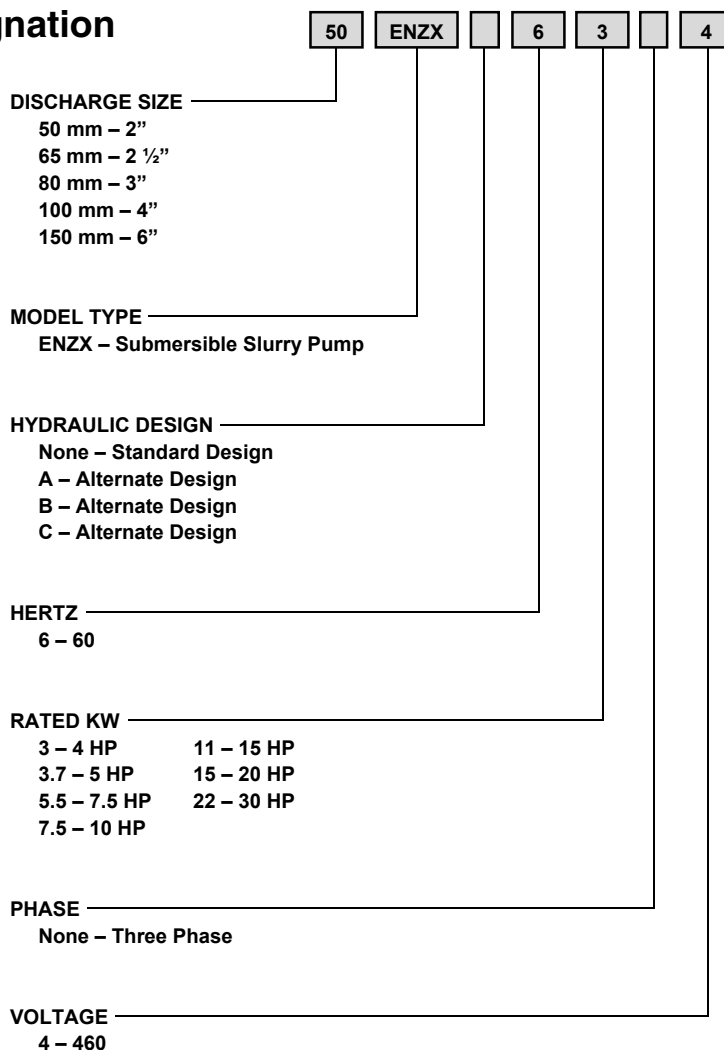 gnation
50 ENZX 6 3 4
DISCHARGE SIZE
50 mm – 2”
65 mm – 2 ½”
80 mm – 3”
100 mm – 4”
150 mm – 6”
MODEL TYPE
ENZX – Submersible Slurry Pump
HYDRAULIC DESIGN
None – Standard Design
A – Alternate Design
B – Alternate Design
C – Alternate Design
HERTZ
6 – 60
RATED KW
3 – 4 HP 11 – 15 HP
3.7 – 5 HP 15 – 20 HP
5.5 – 7.5 HP 22 – 30 HP
7.5 – 10 HP
PHASE
None – Three Phase
VOLTAGE
4 – 460